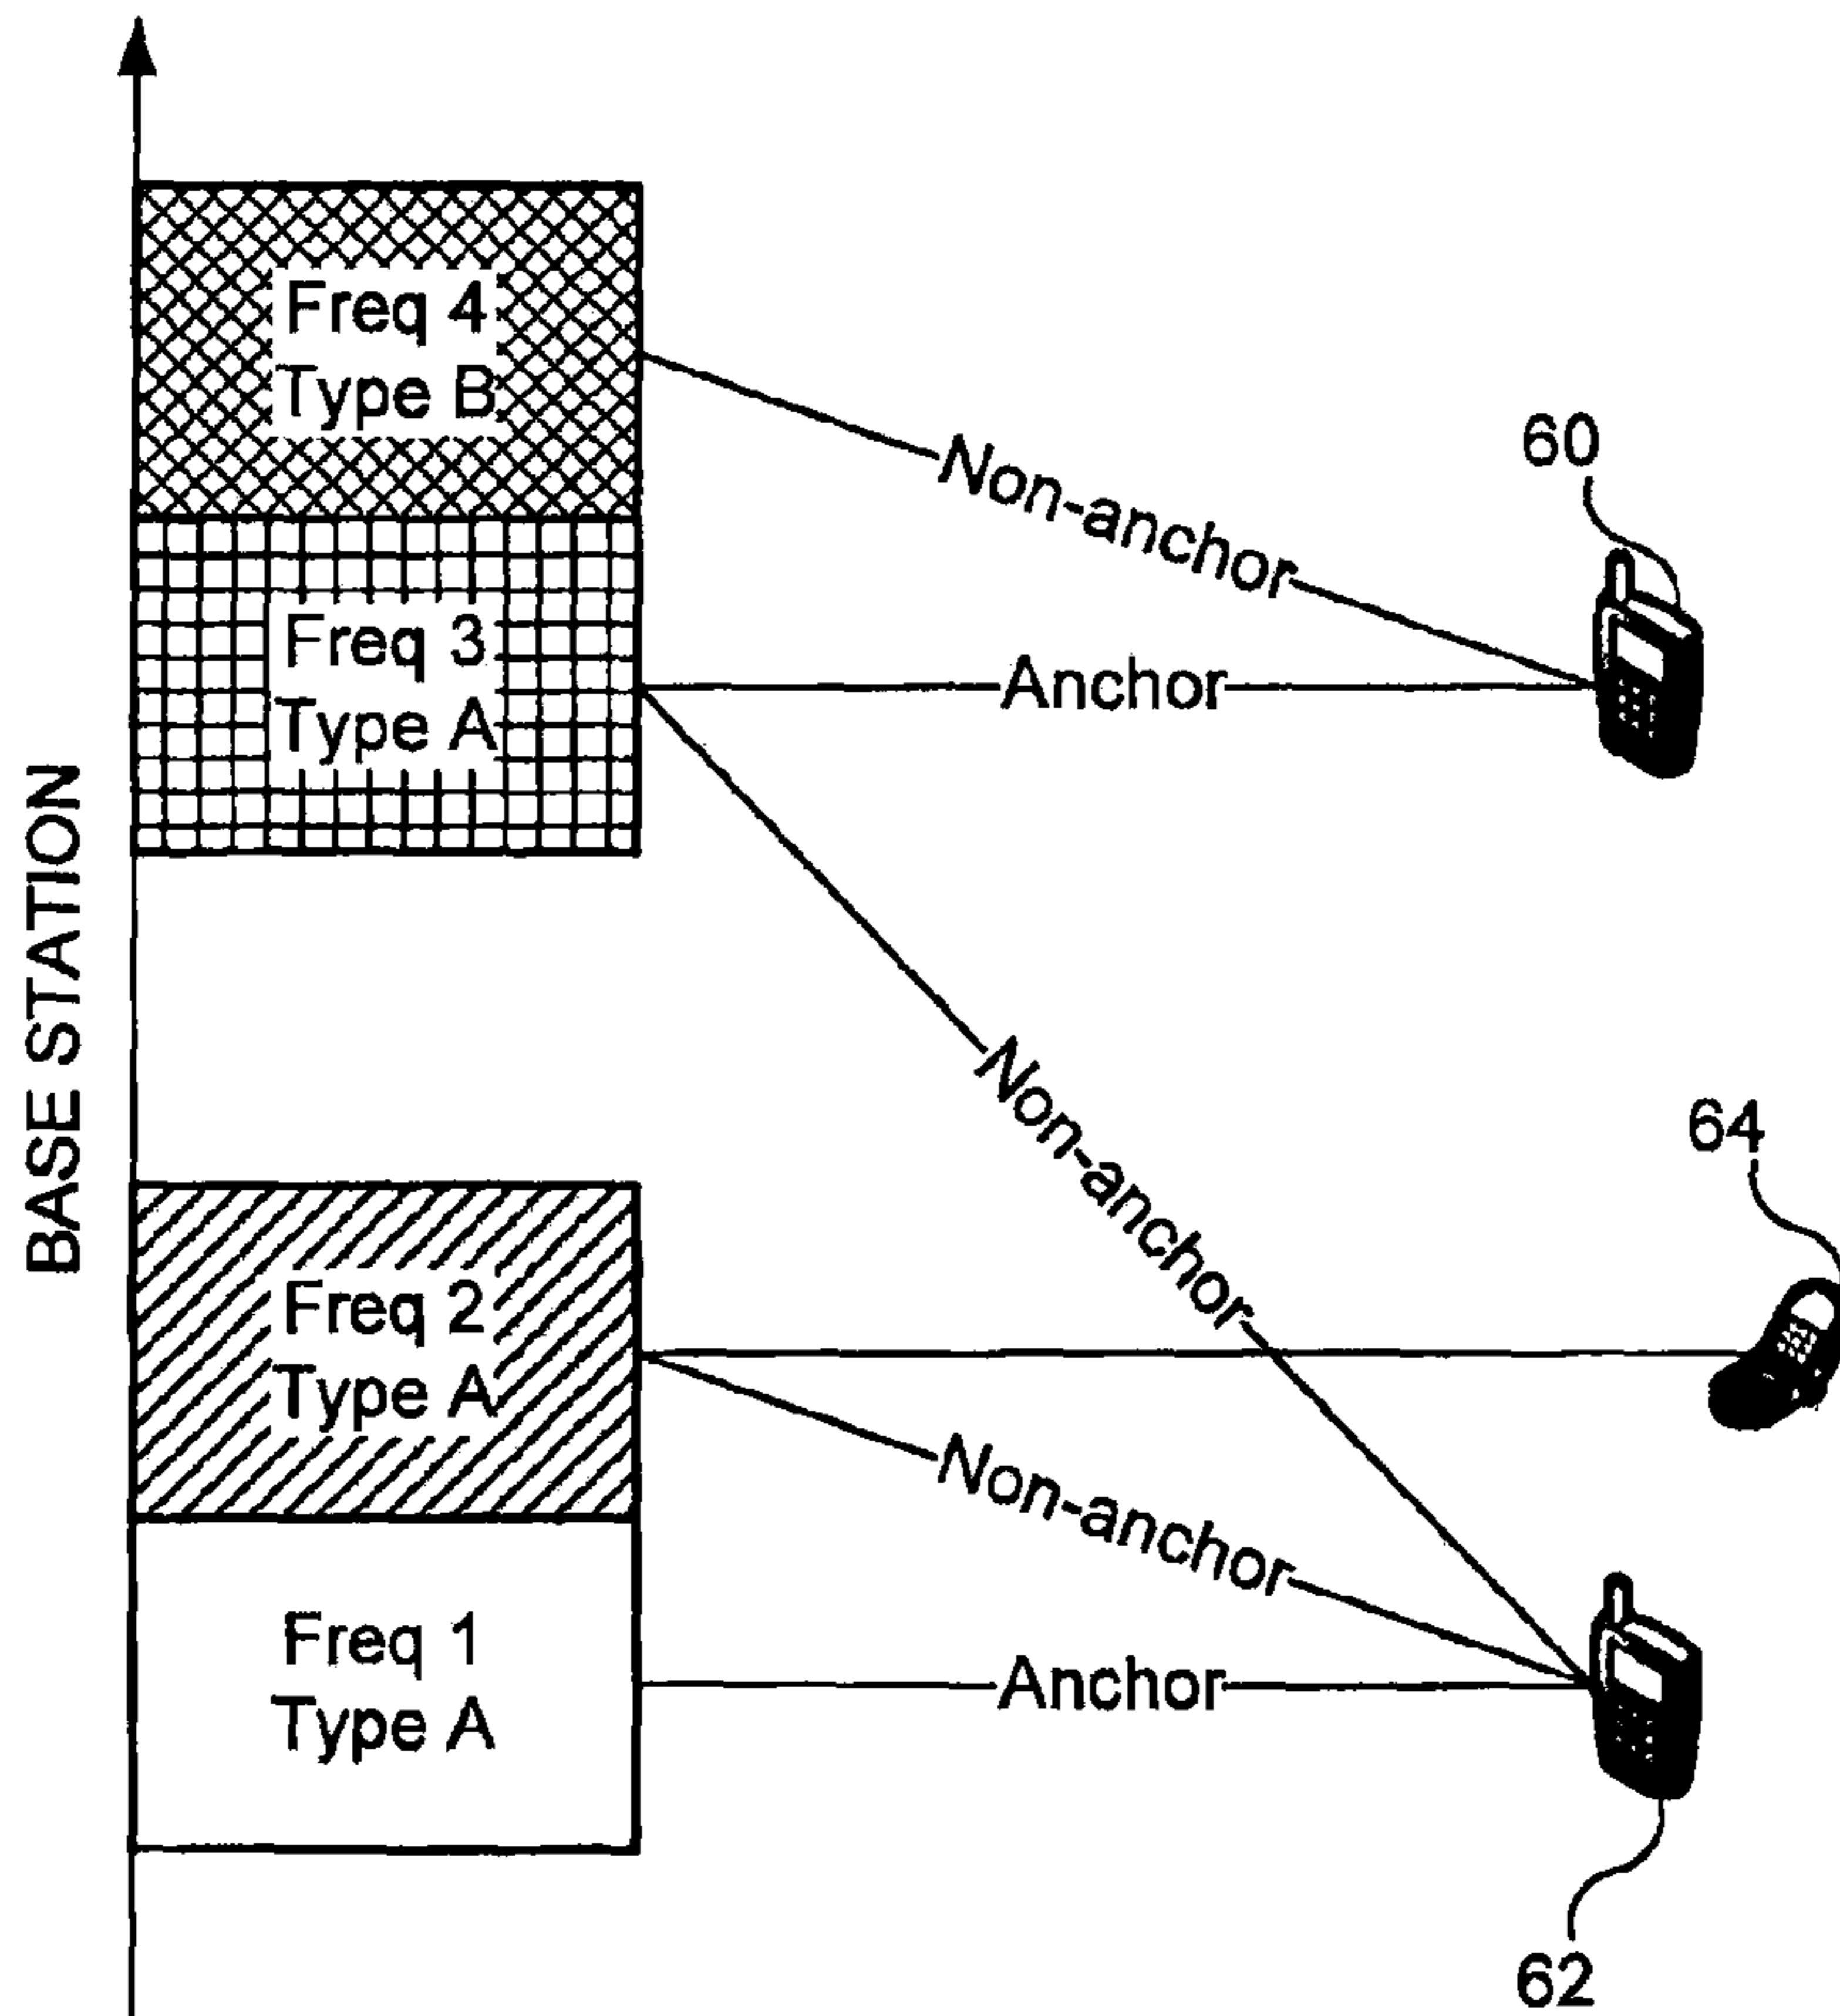 BASE STATION
Freq 4
Type B
Non-anchor
60
Freq 3
Type A
Anchor
Non-anchor
64
Freq 2
Type A
Non-anchor
Freq 1
Type A
Anchor
62